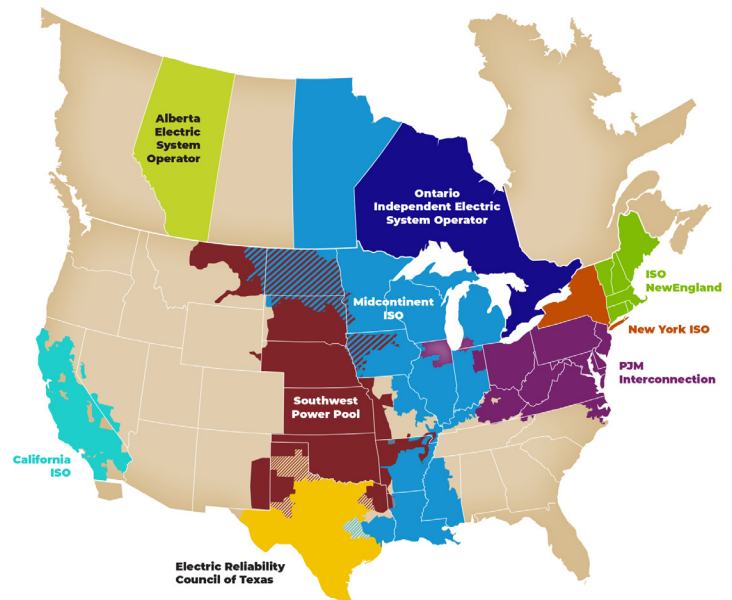 Alberta
Electric
System
Operator
Ontario
Independent Electric
System Operator
ISO
NewEngland
Midcontinent
ISO
New York ISO
PJM
Interconnection
Southwest
Power Pool
California
ISO
Electric Reliability
Council of Texas